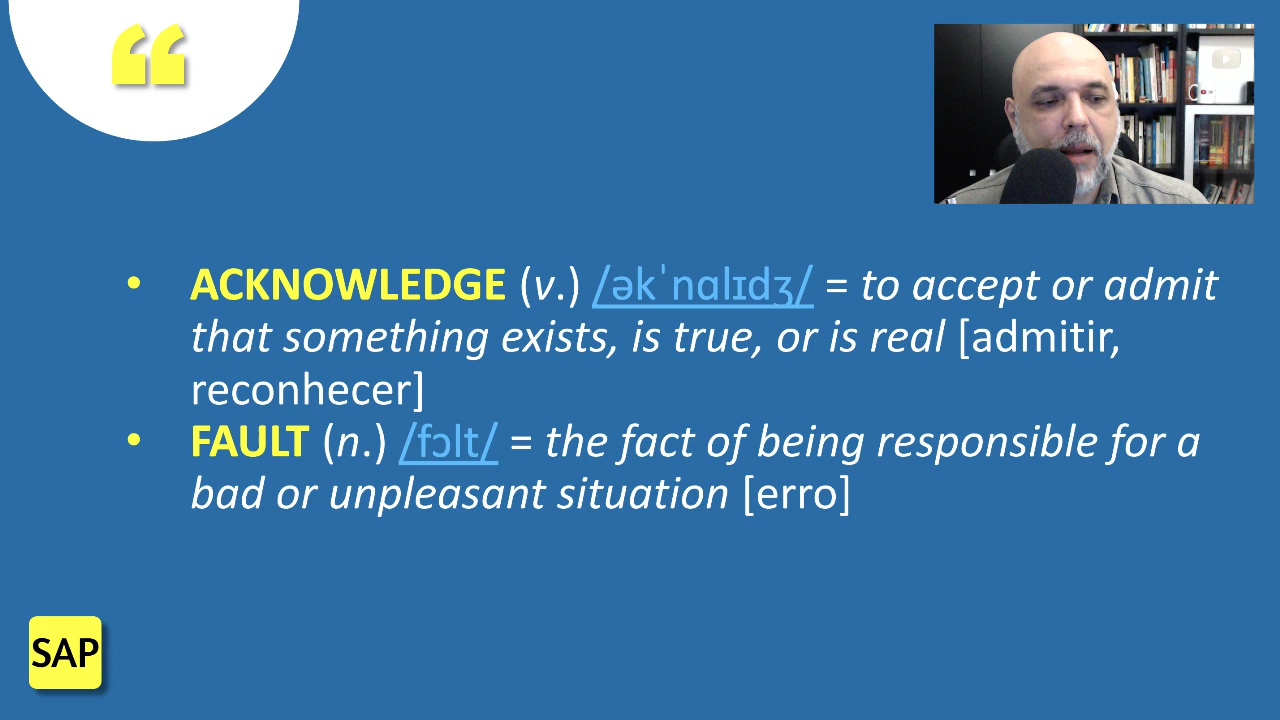 “
• ACKNOWLEDGE (v.) /əkˈnɑlɪdʒ/ = to accept or admit
that something exists, is true, or is real [admitir,
reconhecer]
• FAULT (n.) /fɔlt/ = the fact of being responsible for a
bad or unpleasant situation [erro]
SAP